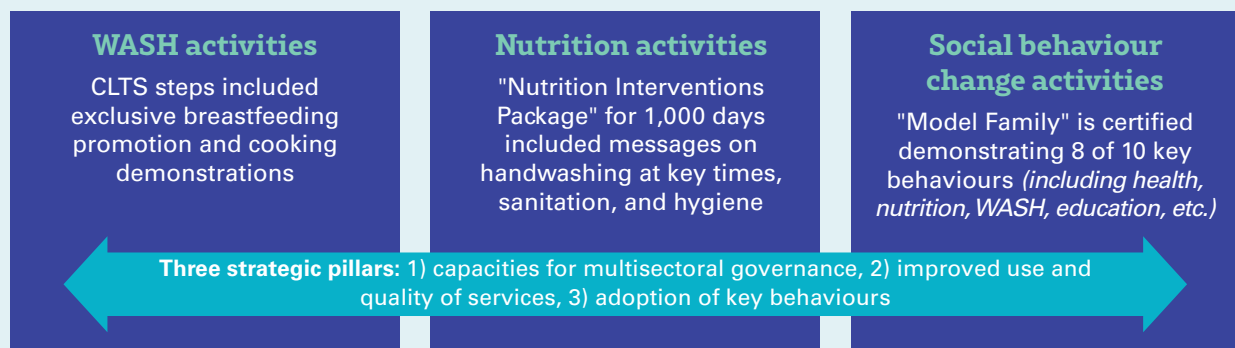 WASH activities
CLTS steps included
exclusive breastfeeding
promotion and cooking
demonstrations
Nutrition activities
"Nutrition Interventions
Package" for 1,000 days
included messages on
handwashing at key times,
sanitation, and hygiene
Social behaviour
change activities
"Model Family" is certified
demonstrating 8 of 10 key
behaviours (including health,
nutrition, WASH, education, etc.)
Three strategic pillars: 1) capacities for multisectoral governance, 2) improved use and
quality of services, 3) adoption of key behaviours